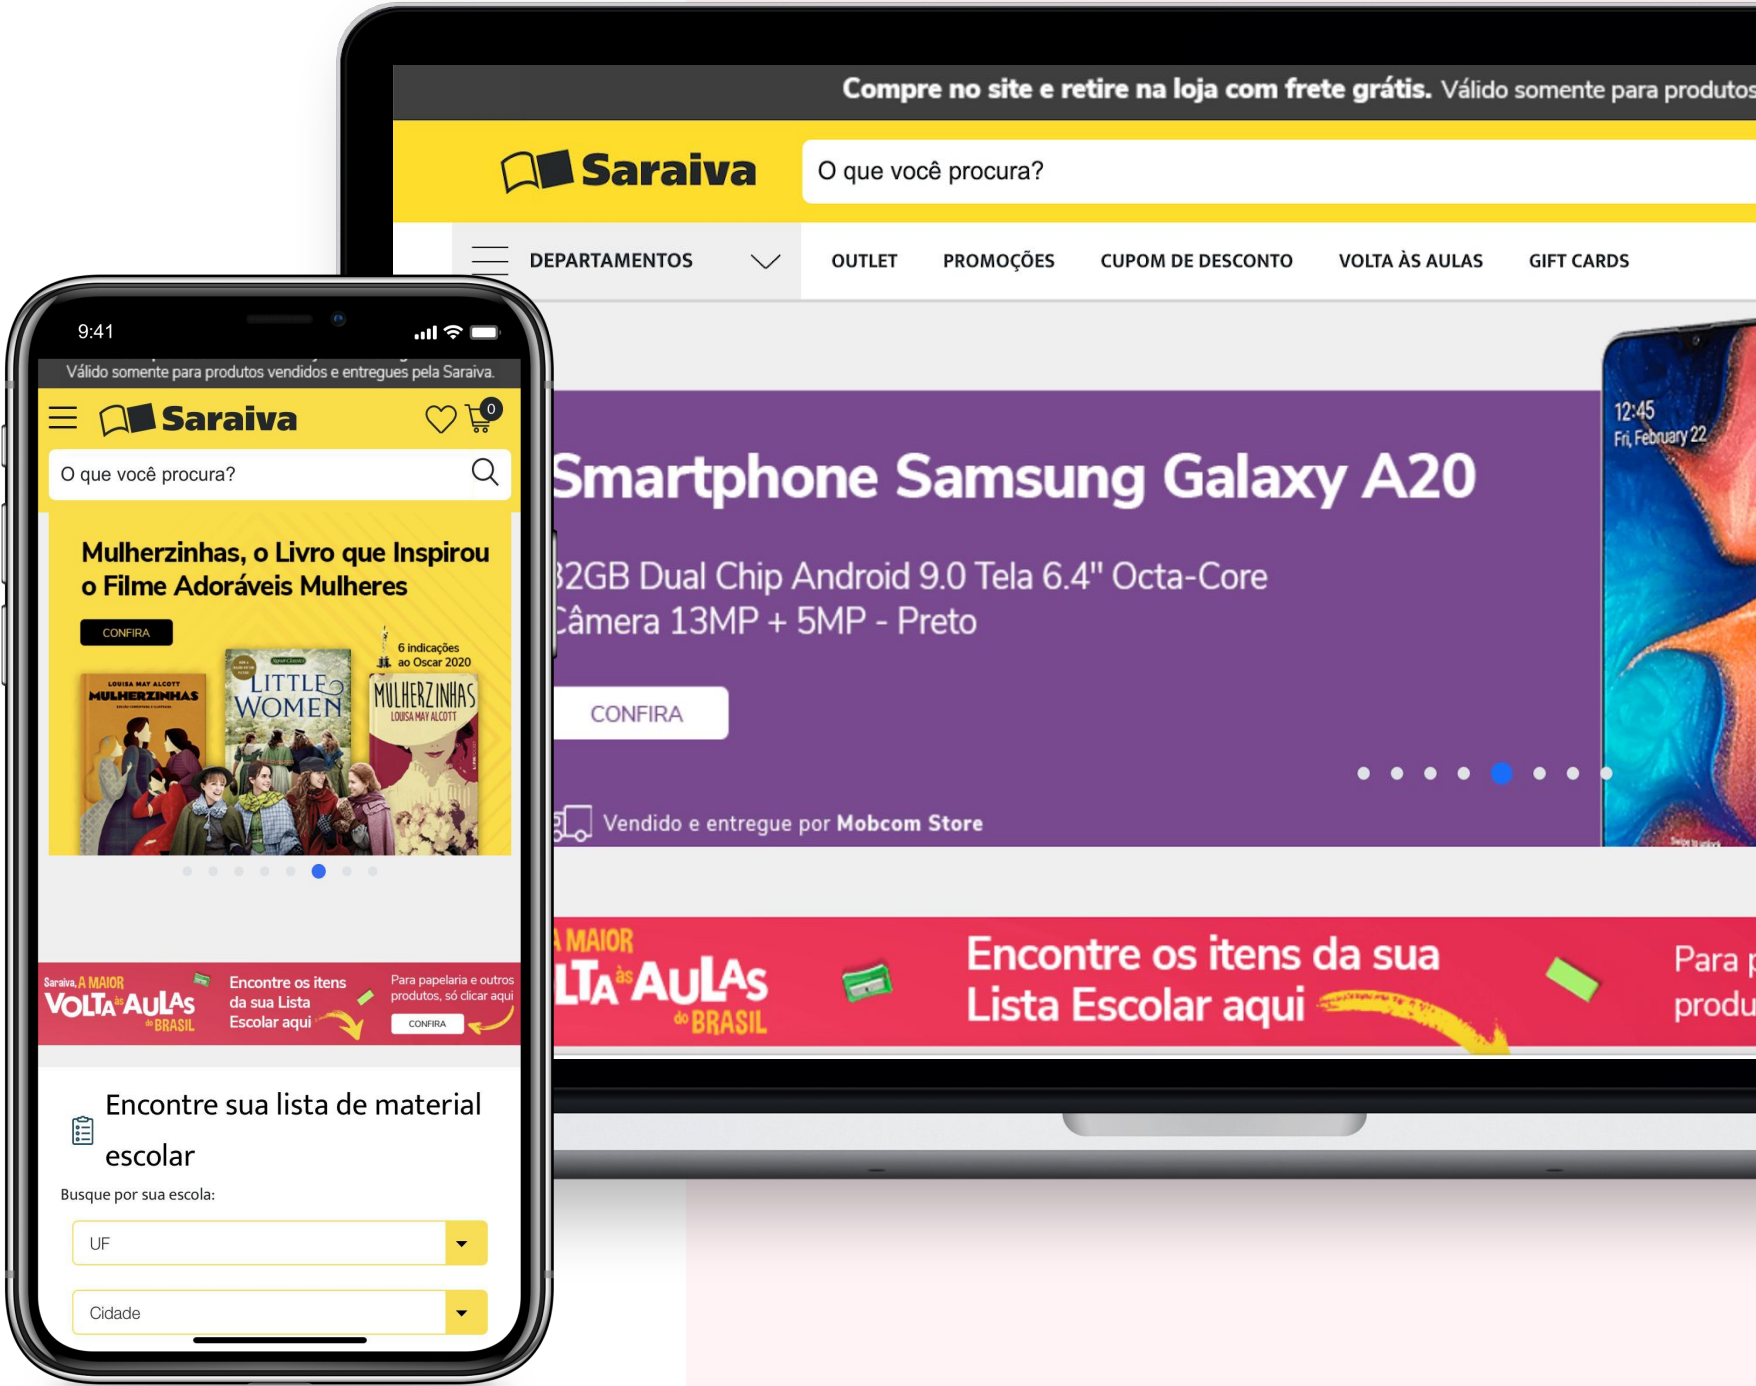 Compre no site e retire na loja com frete grátis. Válido somente para produtos
Saraiva
O que você procura?
DEPARTAMENTOS
OUTLET
PROMOÇÕES
CUPOM DE DESCONTO
VOLTA ÀS AULAS
GIFT CARDS
Smartphone Samsung Galaxy A20
32GB Dual Chip Android 9.0 Tela 6.4" Octa-Core
Câmera 13MP + 5MP - Preto
CONFIRA
Vendido e entregue por Mobcom Store
12:45
Fri, February 22
Swipe to unlock
A MAIOR
LTA às AULAS
do BRASIL
Encontre os itens da sua
Lista Escolar aqui
Para p
produ
9:41
Válido somente para produtos vendidos e entregues pela Saraiva.
Saraiva
0
O que você procura?
Mulherzinhas, o Livro que Inspirou
o Filme Adoráveis Mulheres
CONFIRA
6 indicações
ao Oscar 2020
LOUISA MAY ALCOTT
MULHERZINHAS
LITTLE
WOMEN
MULHERZINHAS
LOUISA MAY ALCOTT
Saraiva, A MAIOR
VOLTA às AULAS
do BRASIL
Encontre os itens
da sua Lista
Escolar aqui
Para papelaria e outros
produtos, só clicar aqui
CONFIRA
Encontre sua lista de material
escolar
Busque por sua escola:
UF
Cidade